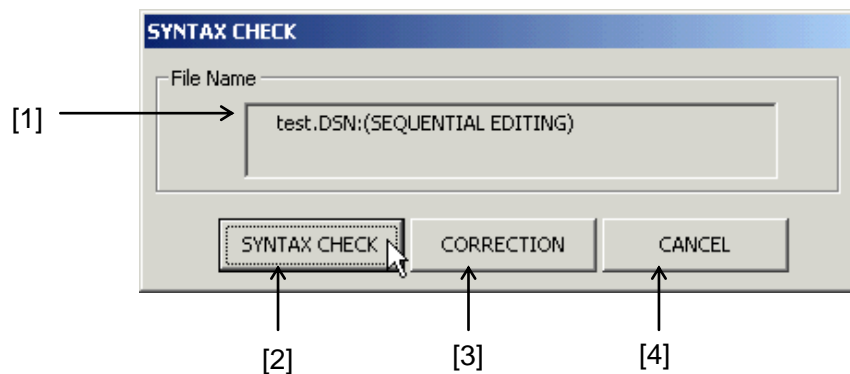 SYNTAX CHECK
File Name
[1]
test.DSN:(SEQUENTIAL EDITING)
SYNTAX CHECK CORRECTION CANCEL
[2] [3] [4]